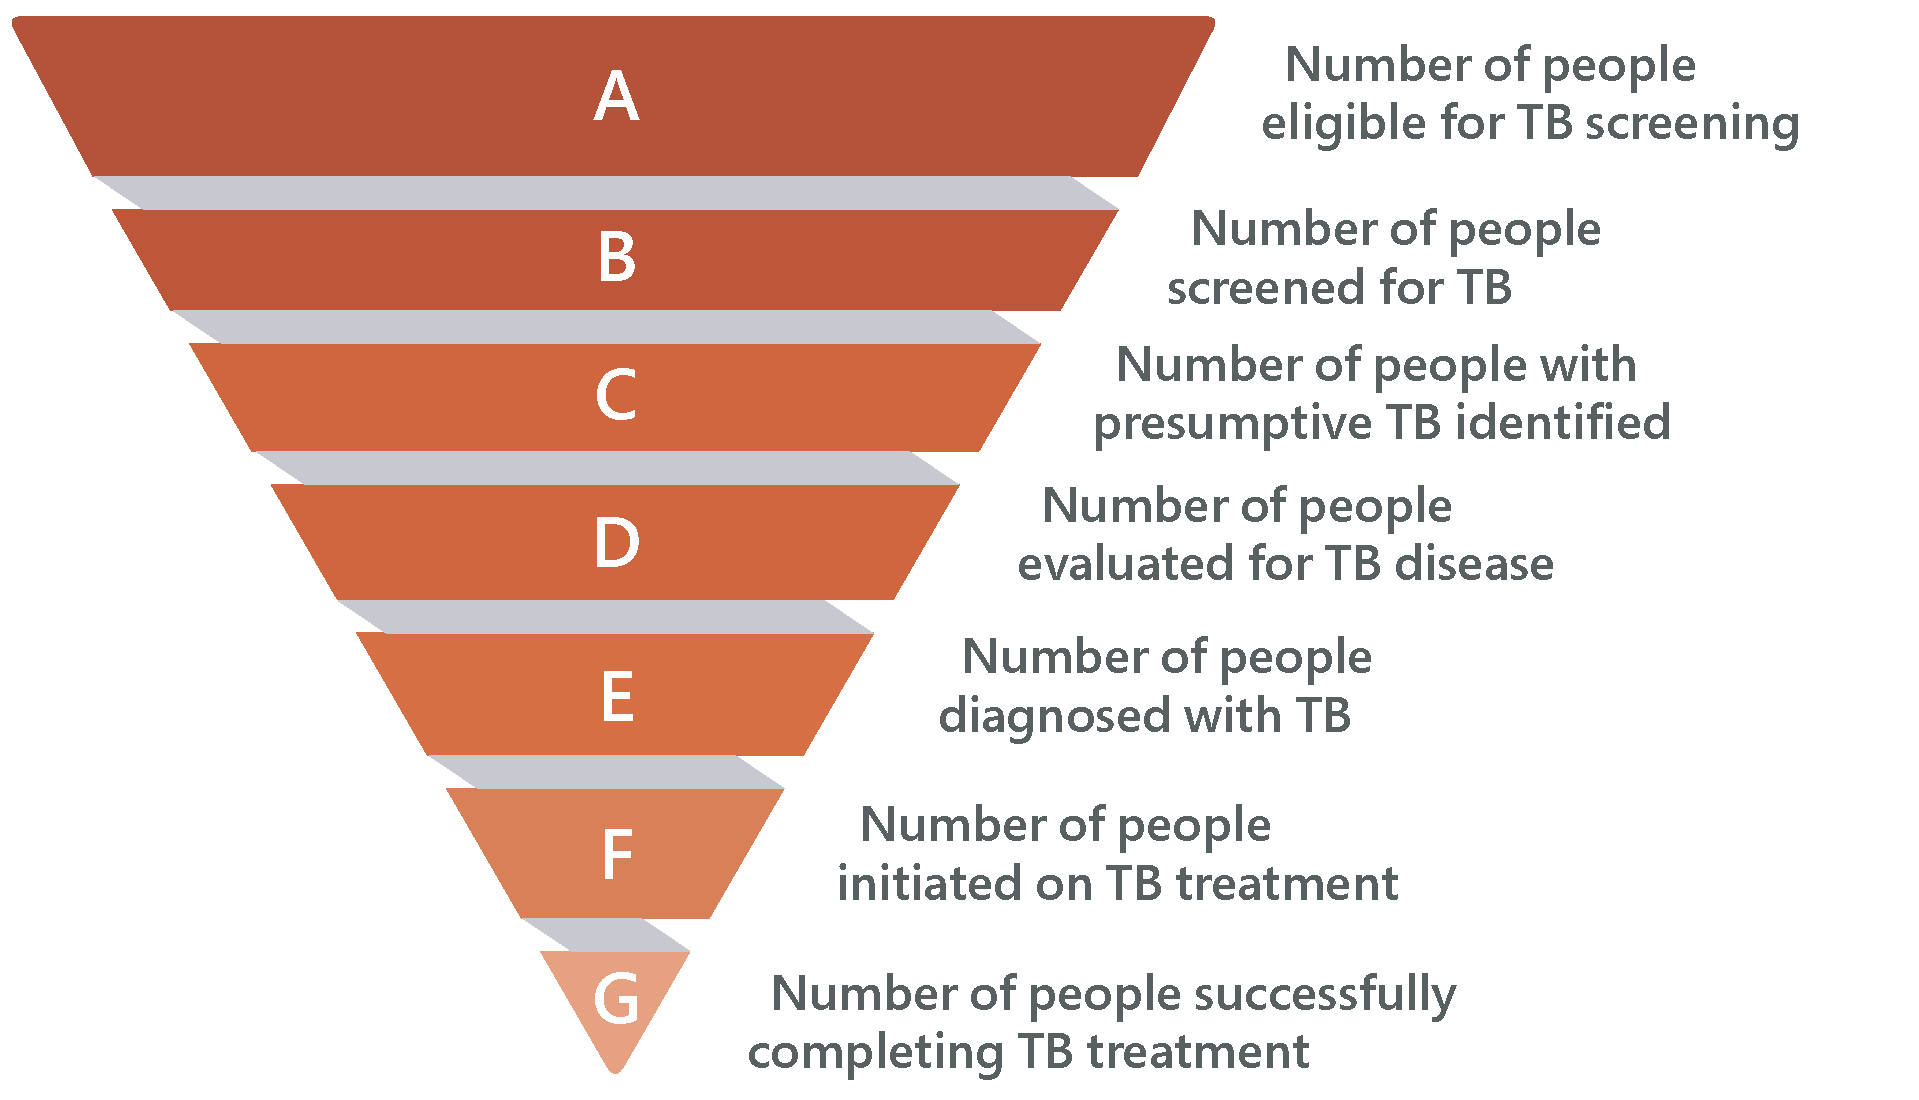 A
Number of people
eligible for TB screening
B
Number of people
screened for TB
C
Number of people with
presumptive TB identified
D
Number of people
evaluated for TB disease
E
Number of people
diagnosed with TB
F
Number of people
initiated on TB treatment
G
Number of people successfully
completing TB treatment